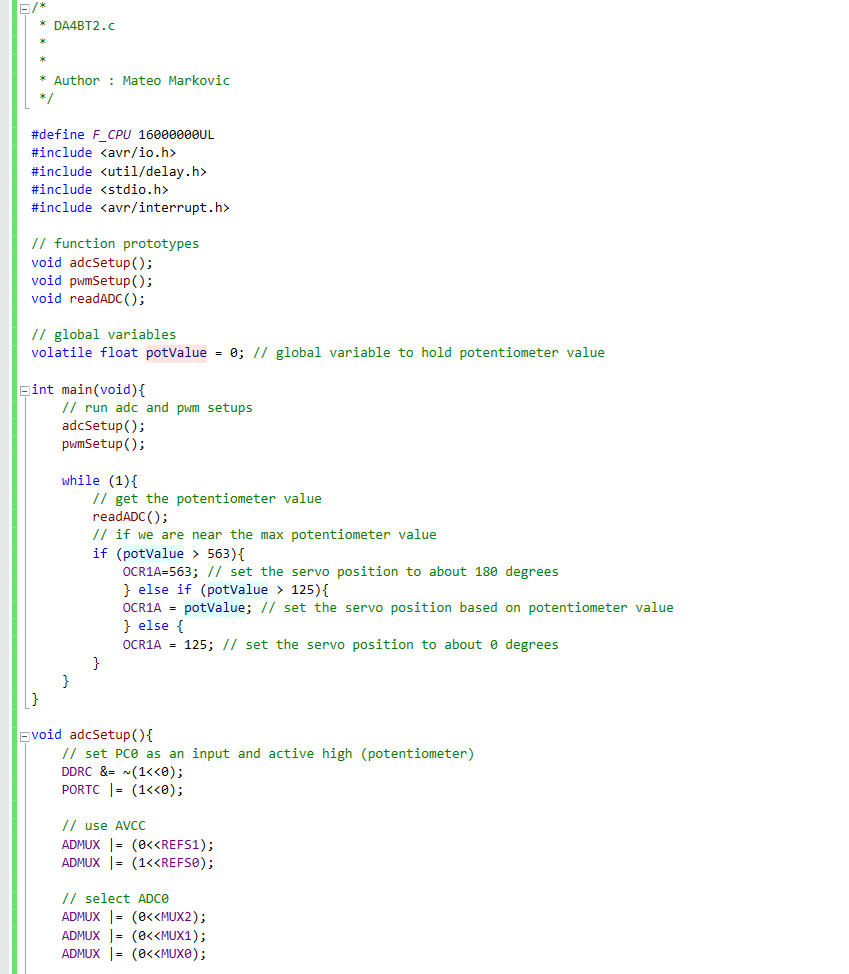 /*
 * DA4BT2.c
 *
 *
 * Author : Mateo Markovic
 */

#define F_CPU 16000000UL
#include <avr/io.h>
#include <util/delay.h>
#include <stdio.h>
#include <avr/interrupt.h>

// function prototypes
void adcSetup();
void pwmSetup();
void readADC();

// global variables
volatile float potValue = 0; // global variable to hold potentiometer value

int main(void){
    // run adc and pwm setups
    adcSetup();
    pwmSetup();

    while (1){
        // get the potentiometer value
        readADC();
        // if we are near the max potentiometer value
        if (potValue > 563){
            OCR1A=563; // set the servo position to about 180 degrees
            } else if (potValue > 125){
            OCR1A = potValue; // set the servo position based on potentiometer value
            } else {
            OCR1A = 125; // set the servo position to about 0 degrees
        }
    }
}

void adcSetup(){
    // set PC0 as an input and active high (potentiometer)
    DDRC &= ~(1<<0);
    PORTC |= (1<<0);

    // use AVCC
    ADMUX |= (0<<REFS1);
    ADMUX |= (1<<REFS0);

    // select ADC0
    ADMUX |= (0<<MUX2);
    ADMUX |= (0<<MUX1);
    ADMUX |= (0<<MUX0);